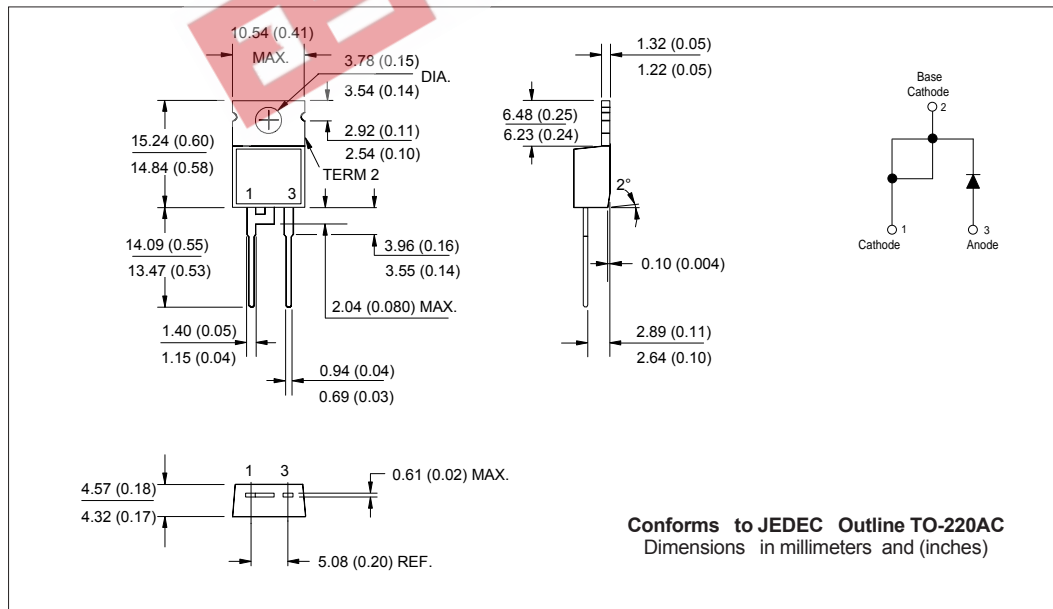 10.54 (0.41)
MAX.
3.78 (0.15)
3.54 (0.14)
DIA.
15.24 (0.60)
14.84 (0.58)
2.92 (0.11)
2.54 (0.10)
TERM 2
1 3
14.09 (0.55)
13.47 (0.53)
3.96 (0.16)
3.55 (0.14)
2.04 (0.080) MAX.
1.40 (0.05)
1.15 (0.04)
0.94 (0.04)
0.69 (0.03)
1.32 (0.05)
1.22 (0.05)
6.48 (0.25)
6.23 (0.24)
2°
0.10 (0.004)
2.89 (0.11)
2.64 (0.10)
Base
Cathode
2
1
Cathode
3
Anode
1 3
4.57 (0.18)
4.32 (0.17)
0.61 (0.02) MAX.
5.08 (0.20) REF.
Conforms to JEDEC Outline TO-220AC
Dimensions in millimeters and (inches)